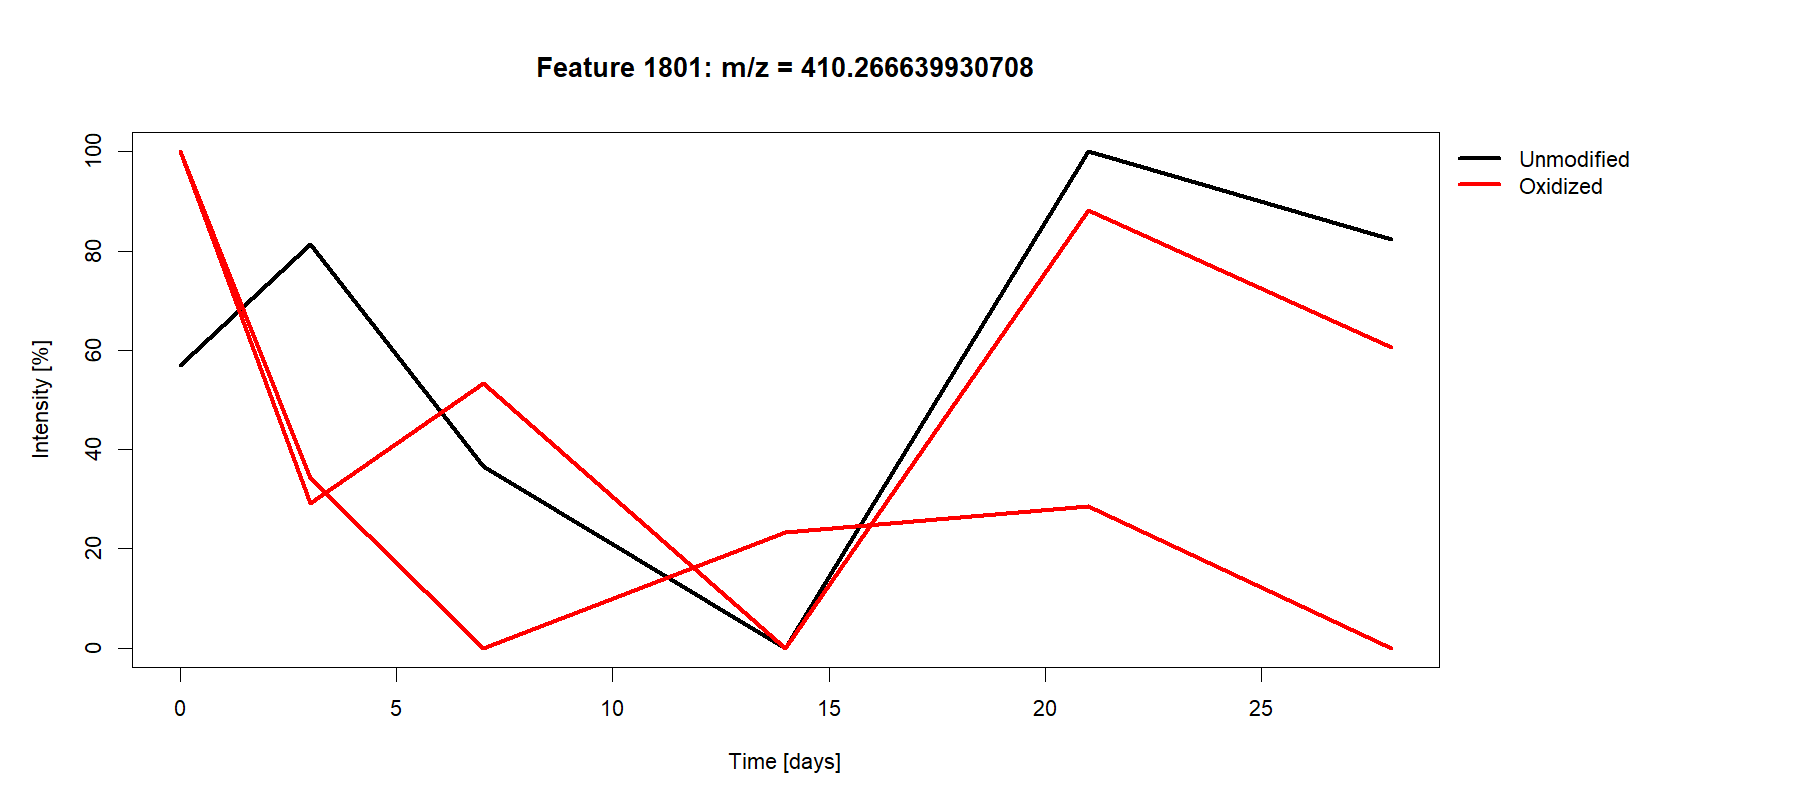 Feature 1801: m/z = 410.266639930708
100
80
60
40
20
0
Intensity [%]
0 5 10 15 20 25
Time [days]
Unmodified
Oxidized